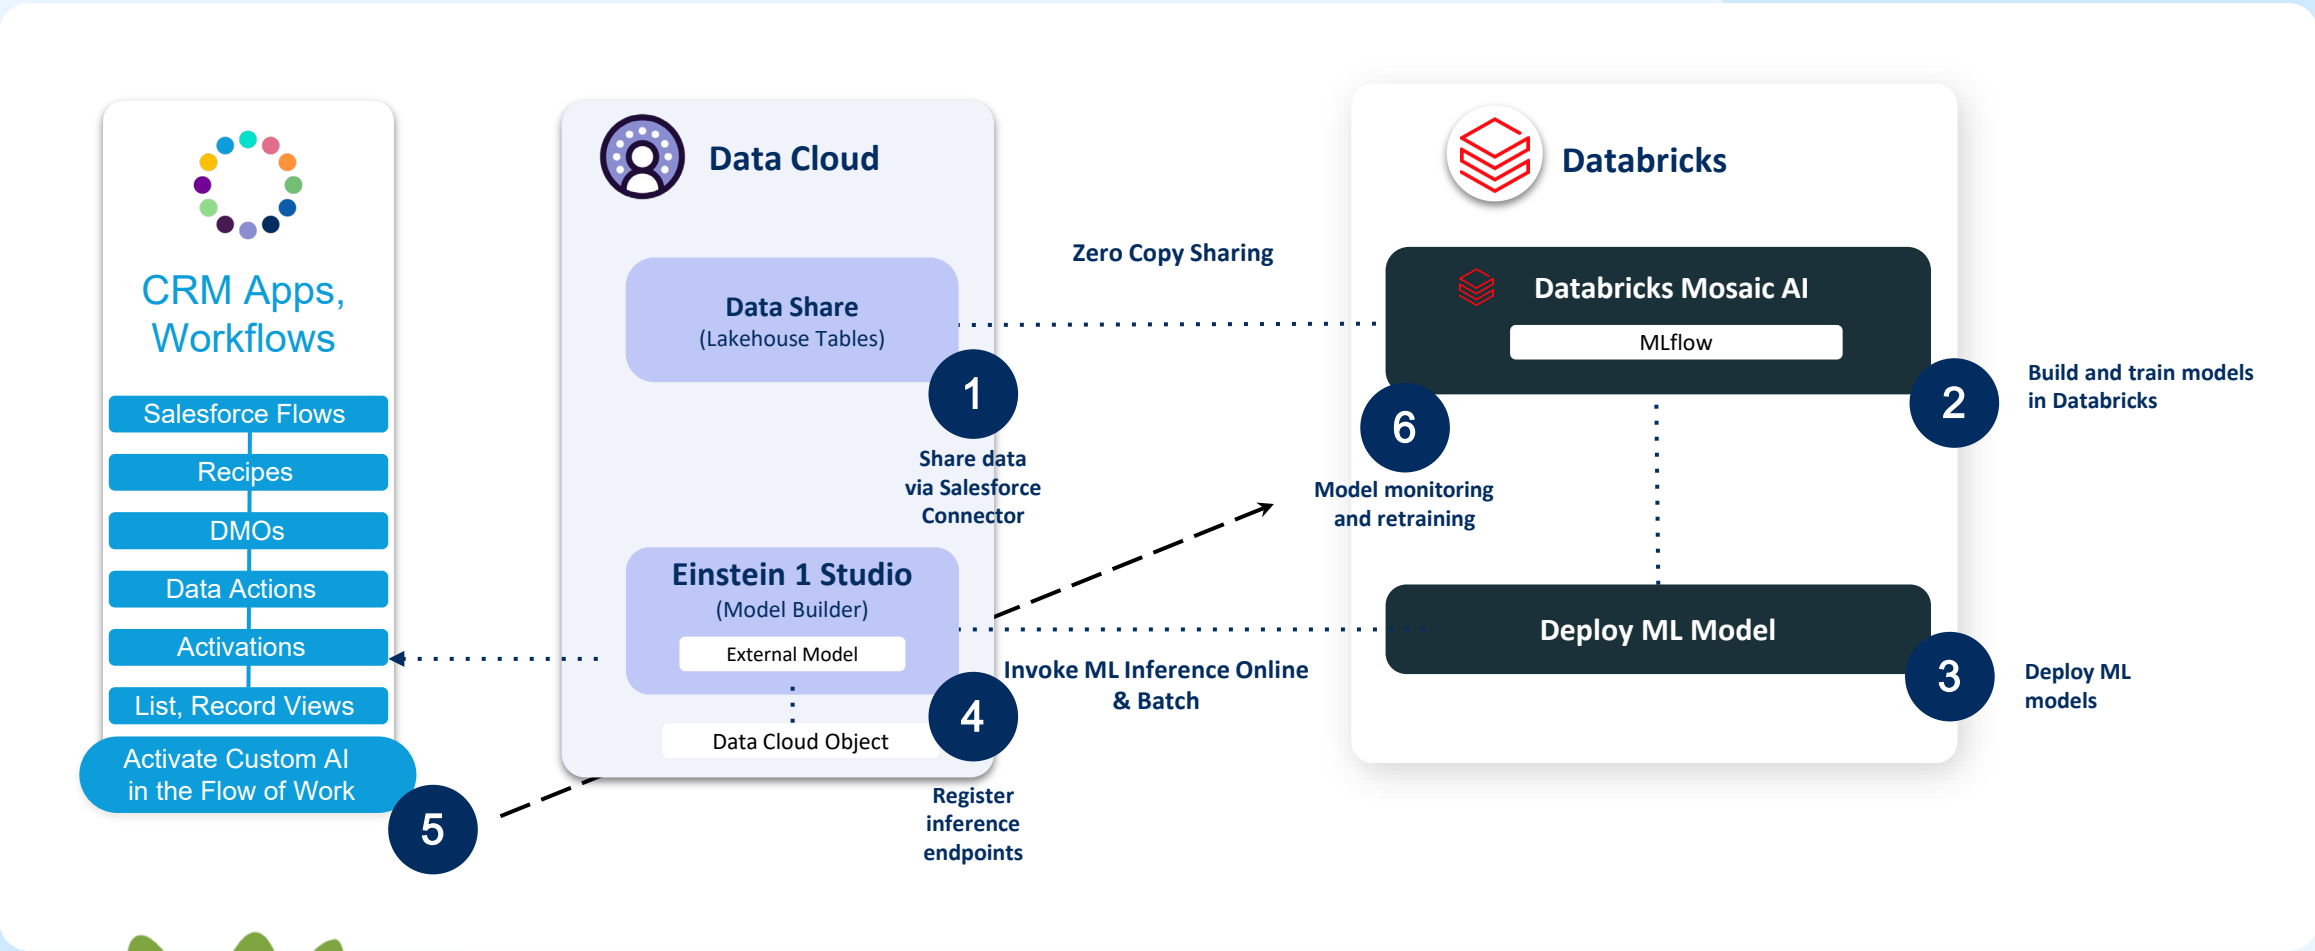 CRM Apps,
Workflows
Salesforce Flows
Recipes
DMOs
Data Actions
Activations
List, Record Views
Activate Custom AI
in the Flow of Work
5
Data Cloud
Data Share
(Lakehouse Tables)
1
Share data
via Salesforce
Connector
Einstein 1 Studio
(Model Builder)
External Model
Data Cloud Object
4
Register
inference
endpoints
Zero Copy Sharing
Invoke ML Inference Online
& Batch
Databricks
Databricks Mosaic AI
MLflow
2
Build and train models
in Databricks
6
Model monitoring
and retraining
Deploy ML Model
3
Deploy ML
models